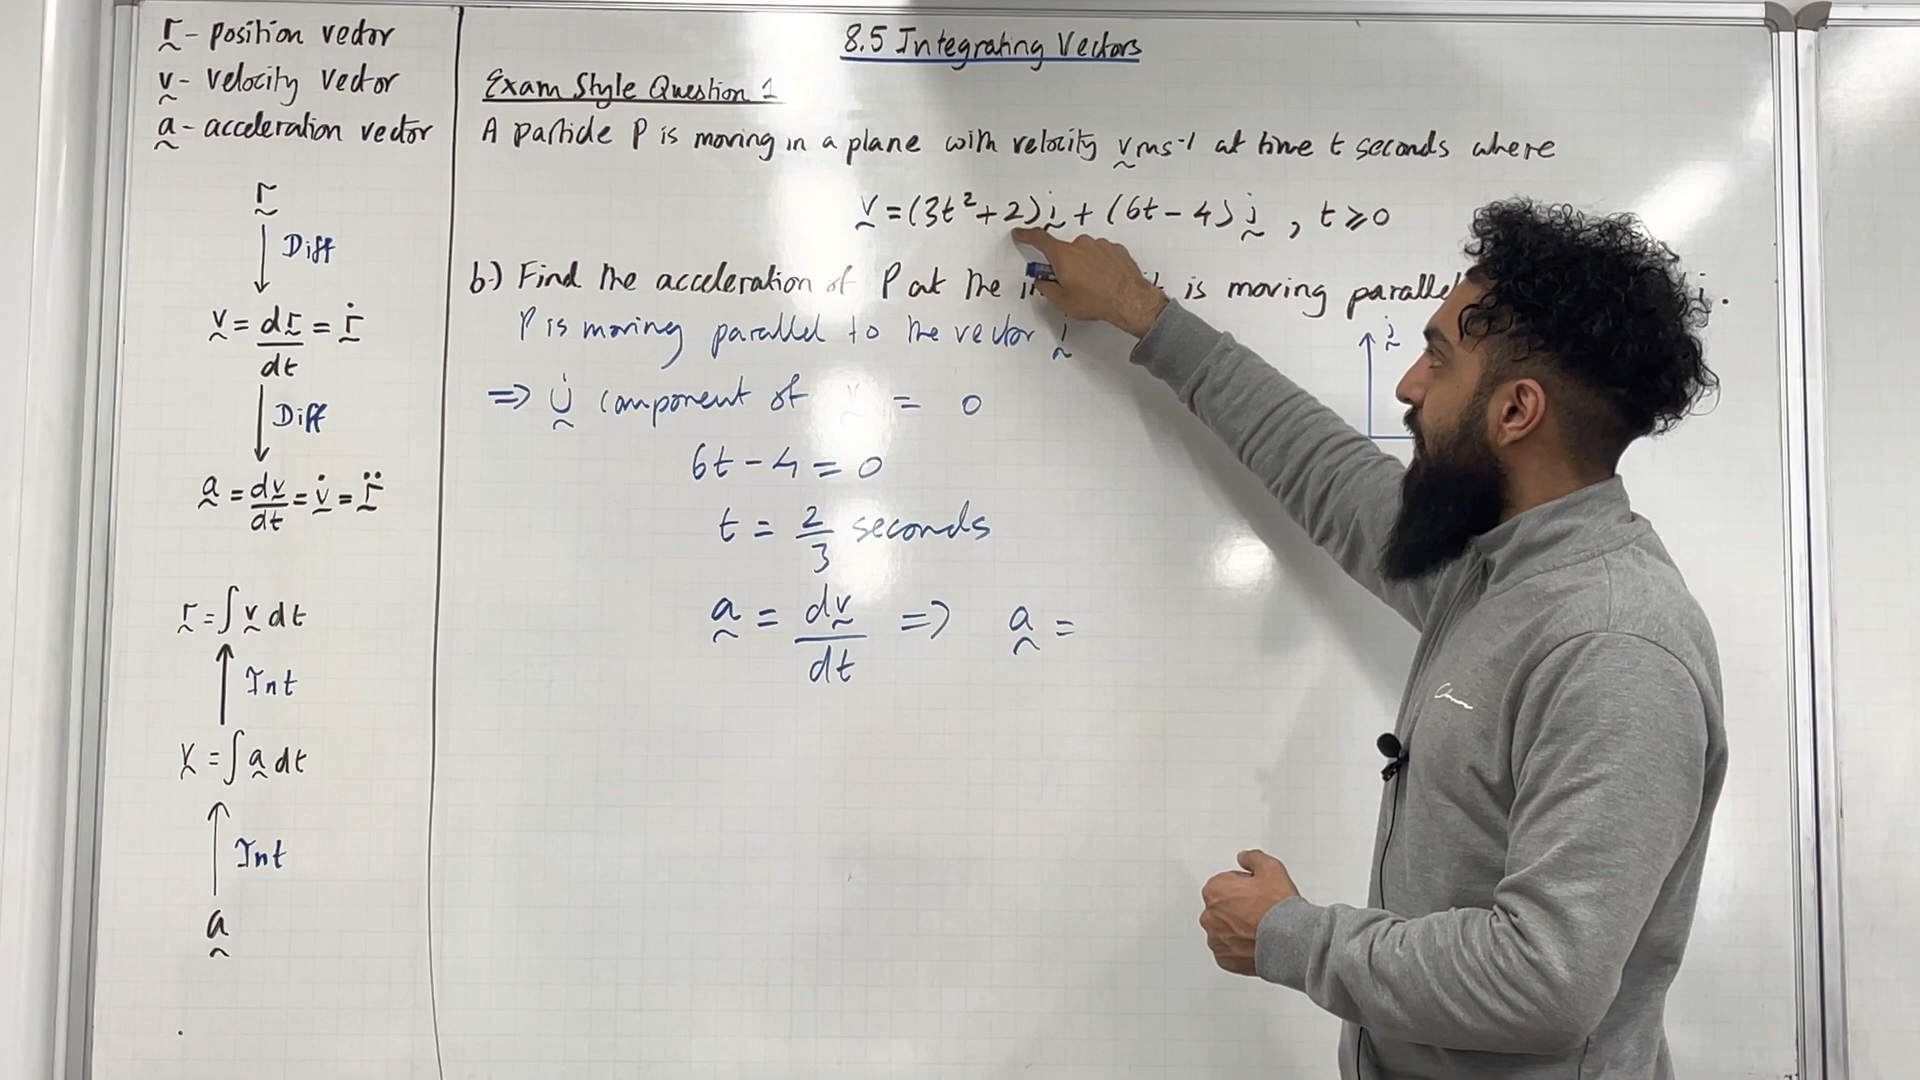 r - position vector
v - velocity vector
a - acceleration vector
r
Diff
v = dr/dt = ṙ
Diff
a = dv/dt = v̇ = r̈
r = ∫ v dt
Int
v = ∫ a dt
Int
a
8.5 Integrating Vectors
Exam Style Question 1
A particle P is moving in a plane with velocity v ms⁻¹ at time t seconds where
v = (3t² + 2)i + (6t - 4)j , t ⩾ 0
b.) Find the acceleration of P at the is moving parallel i.
P is moving parallel to the vector i
⇒ j component of v = 0
6t - 4 = 0
t = 2/3 seconds
a = dv/dt ⇒ a =
j